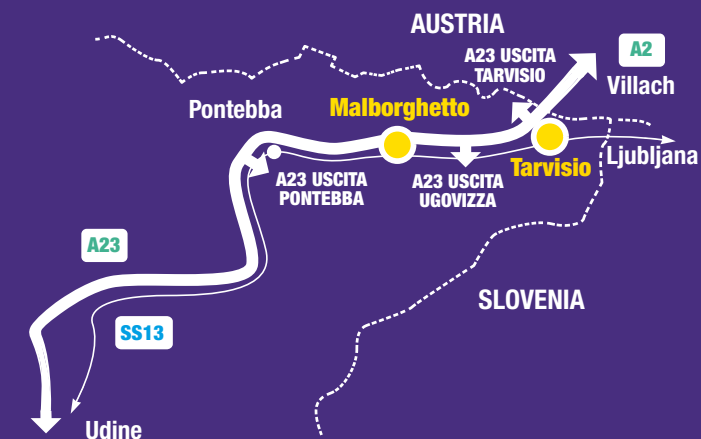 AUSTRIA
A2
A23 USCITA
TARVISIO
Villach
Pontebba
Malborghetto
Ljubljana
Tarvisio
A23 USCITA
PONTEBBA
A23 USCITA
UGOVIZZA
A23
SLOVENIA
SS13
Udine